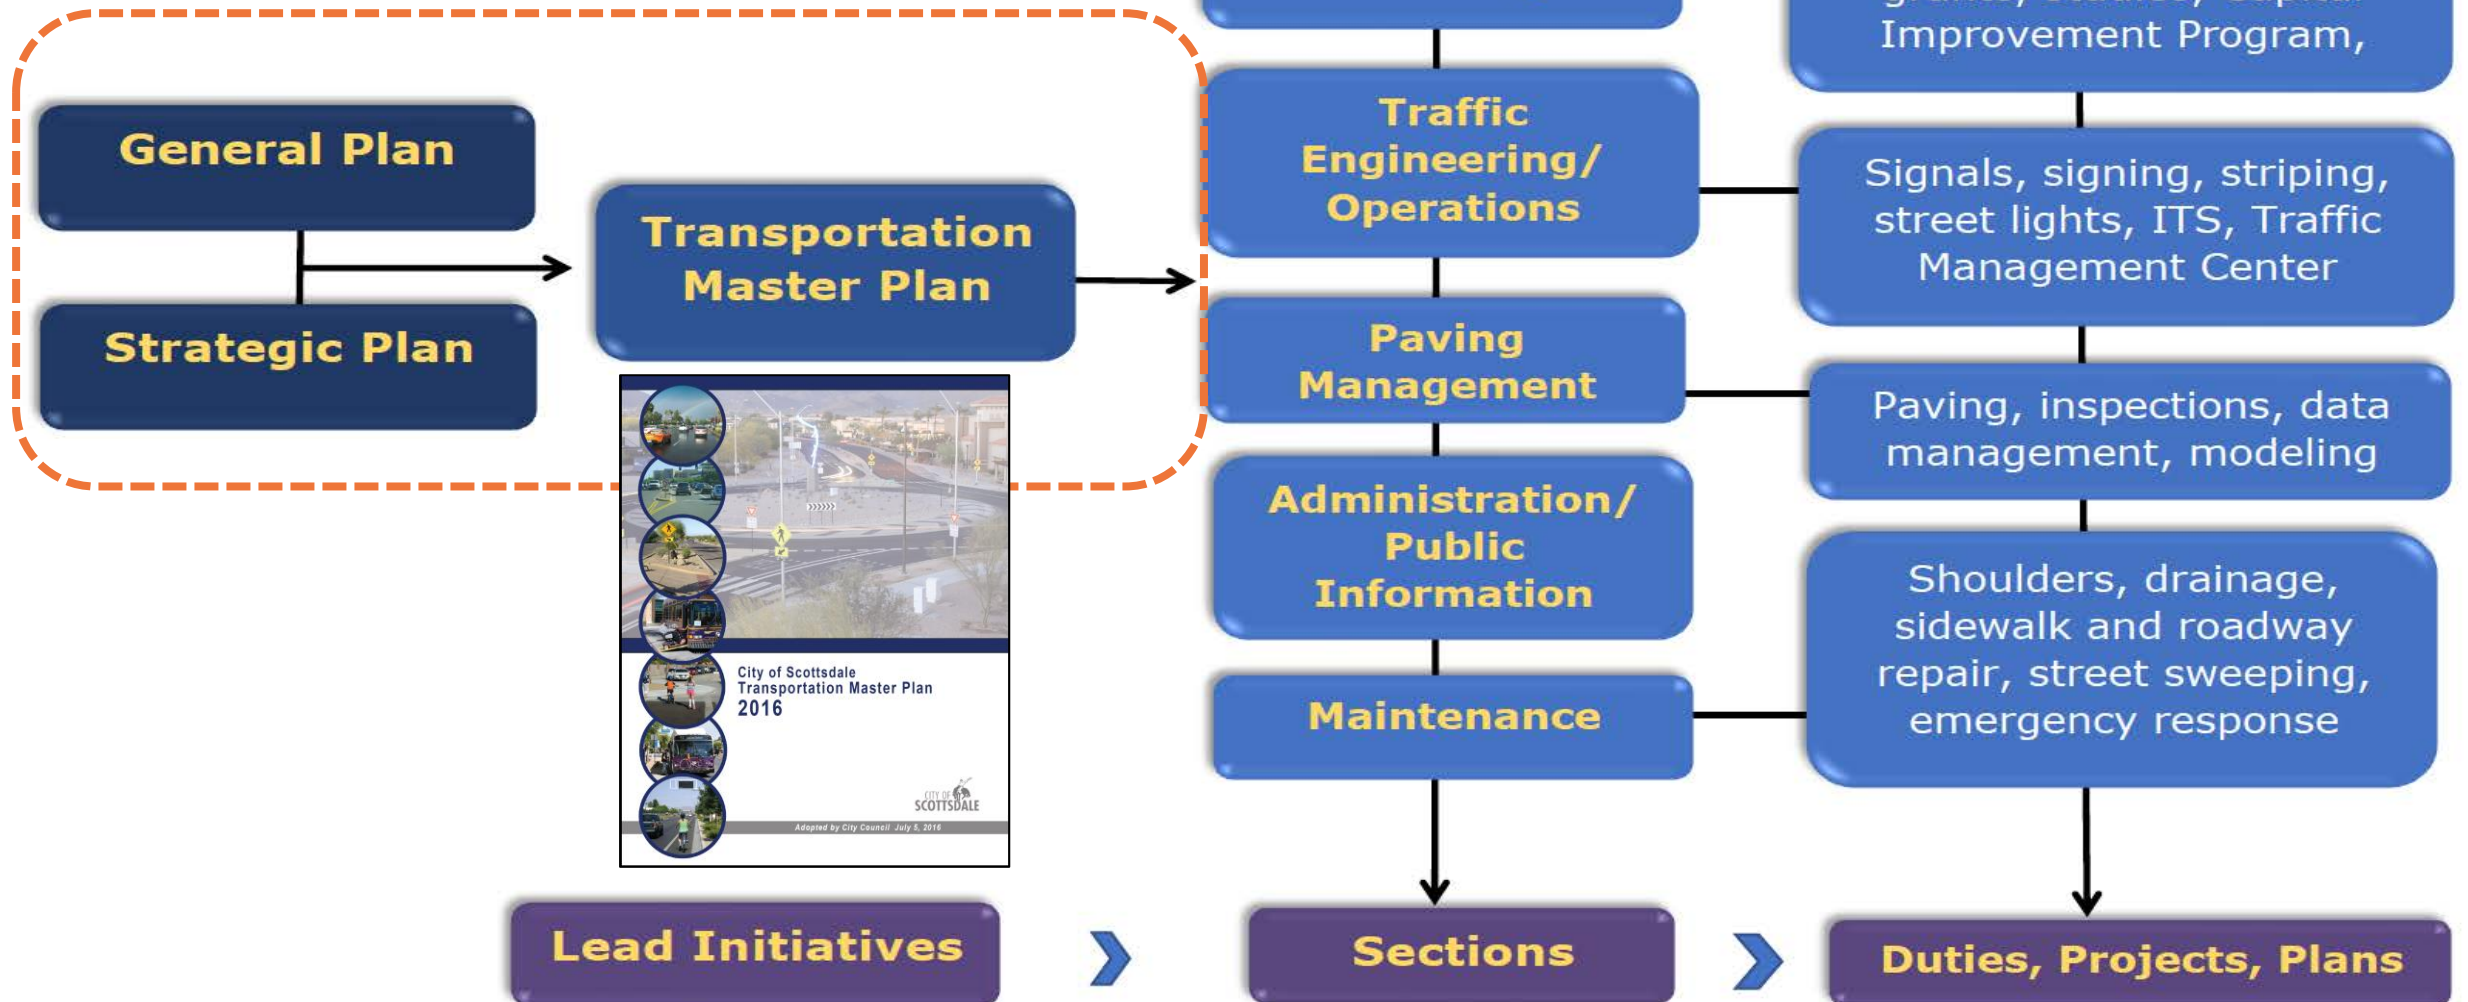 General Plan
Strategic Plan
Transportation
Master Plan
City of Scottsdale
Transportation Master Plan
2016
CITY OF
SCOTTSDALE
Adopted by City Council July 5, 2016
Lead Initiatives
Traffic
Engineering/
Operations
Paving
Management
Administration/
Public
Information
Maintenance
Sections
Improvement Program,
Signals, signing, striping,
street lights, ITS, Traffic
Management Center
Paving, inspections, data
management, modeling
Shoulders, drainage,
sidewalk and roadway
repair, street sweeping,
emergency response
Duties, Projects, Plans